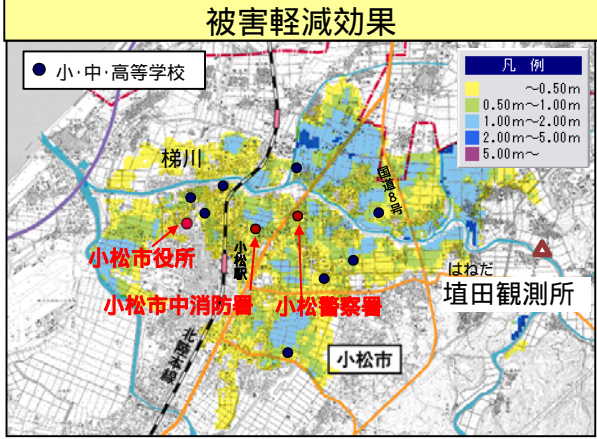 被害軽減効果
小・中・高等学校
凡 例
～0.50m
0.50m～1.00m
1.00m～2.00m
2.00m～5.00m
5.00m～
梯川
国道8号
小松市役所
小松駅
はねだ
埴田観測所
小松市中消防署
小松警察署
北陸本線
小松市